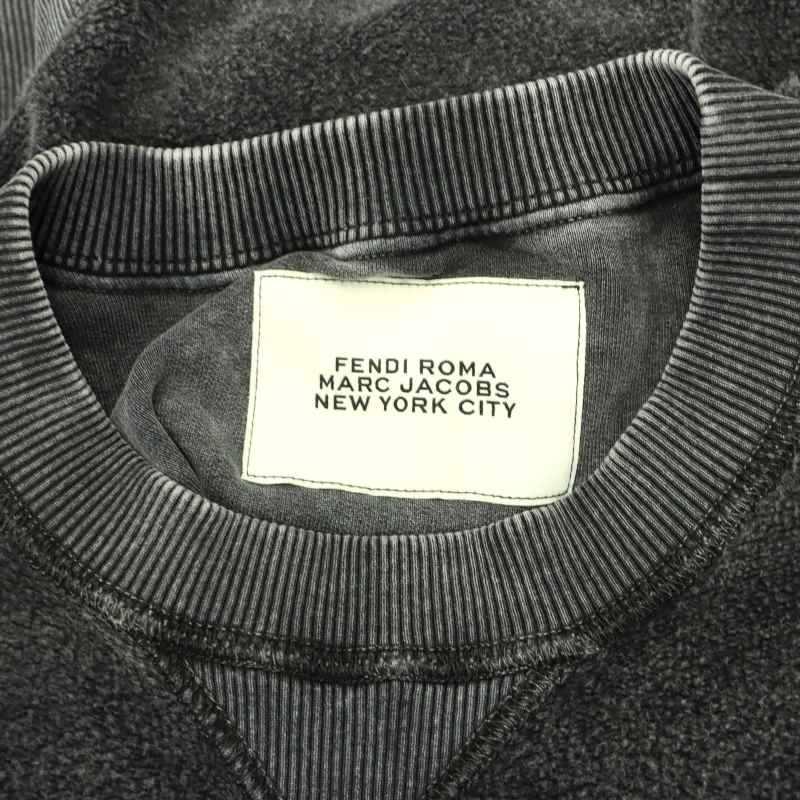 FENDI ROMA
MARC JACOBS
NEW YORK CITY